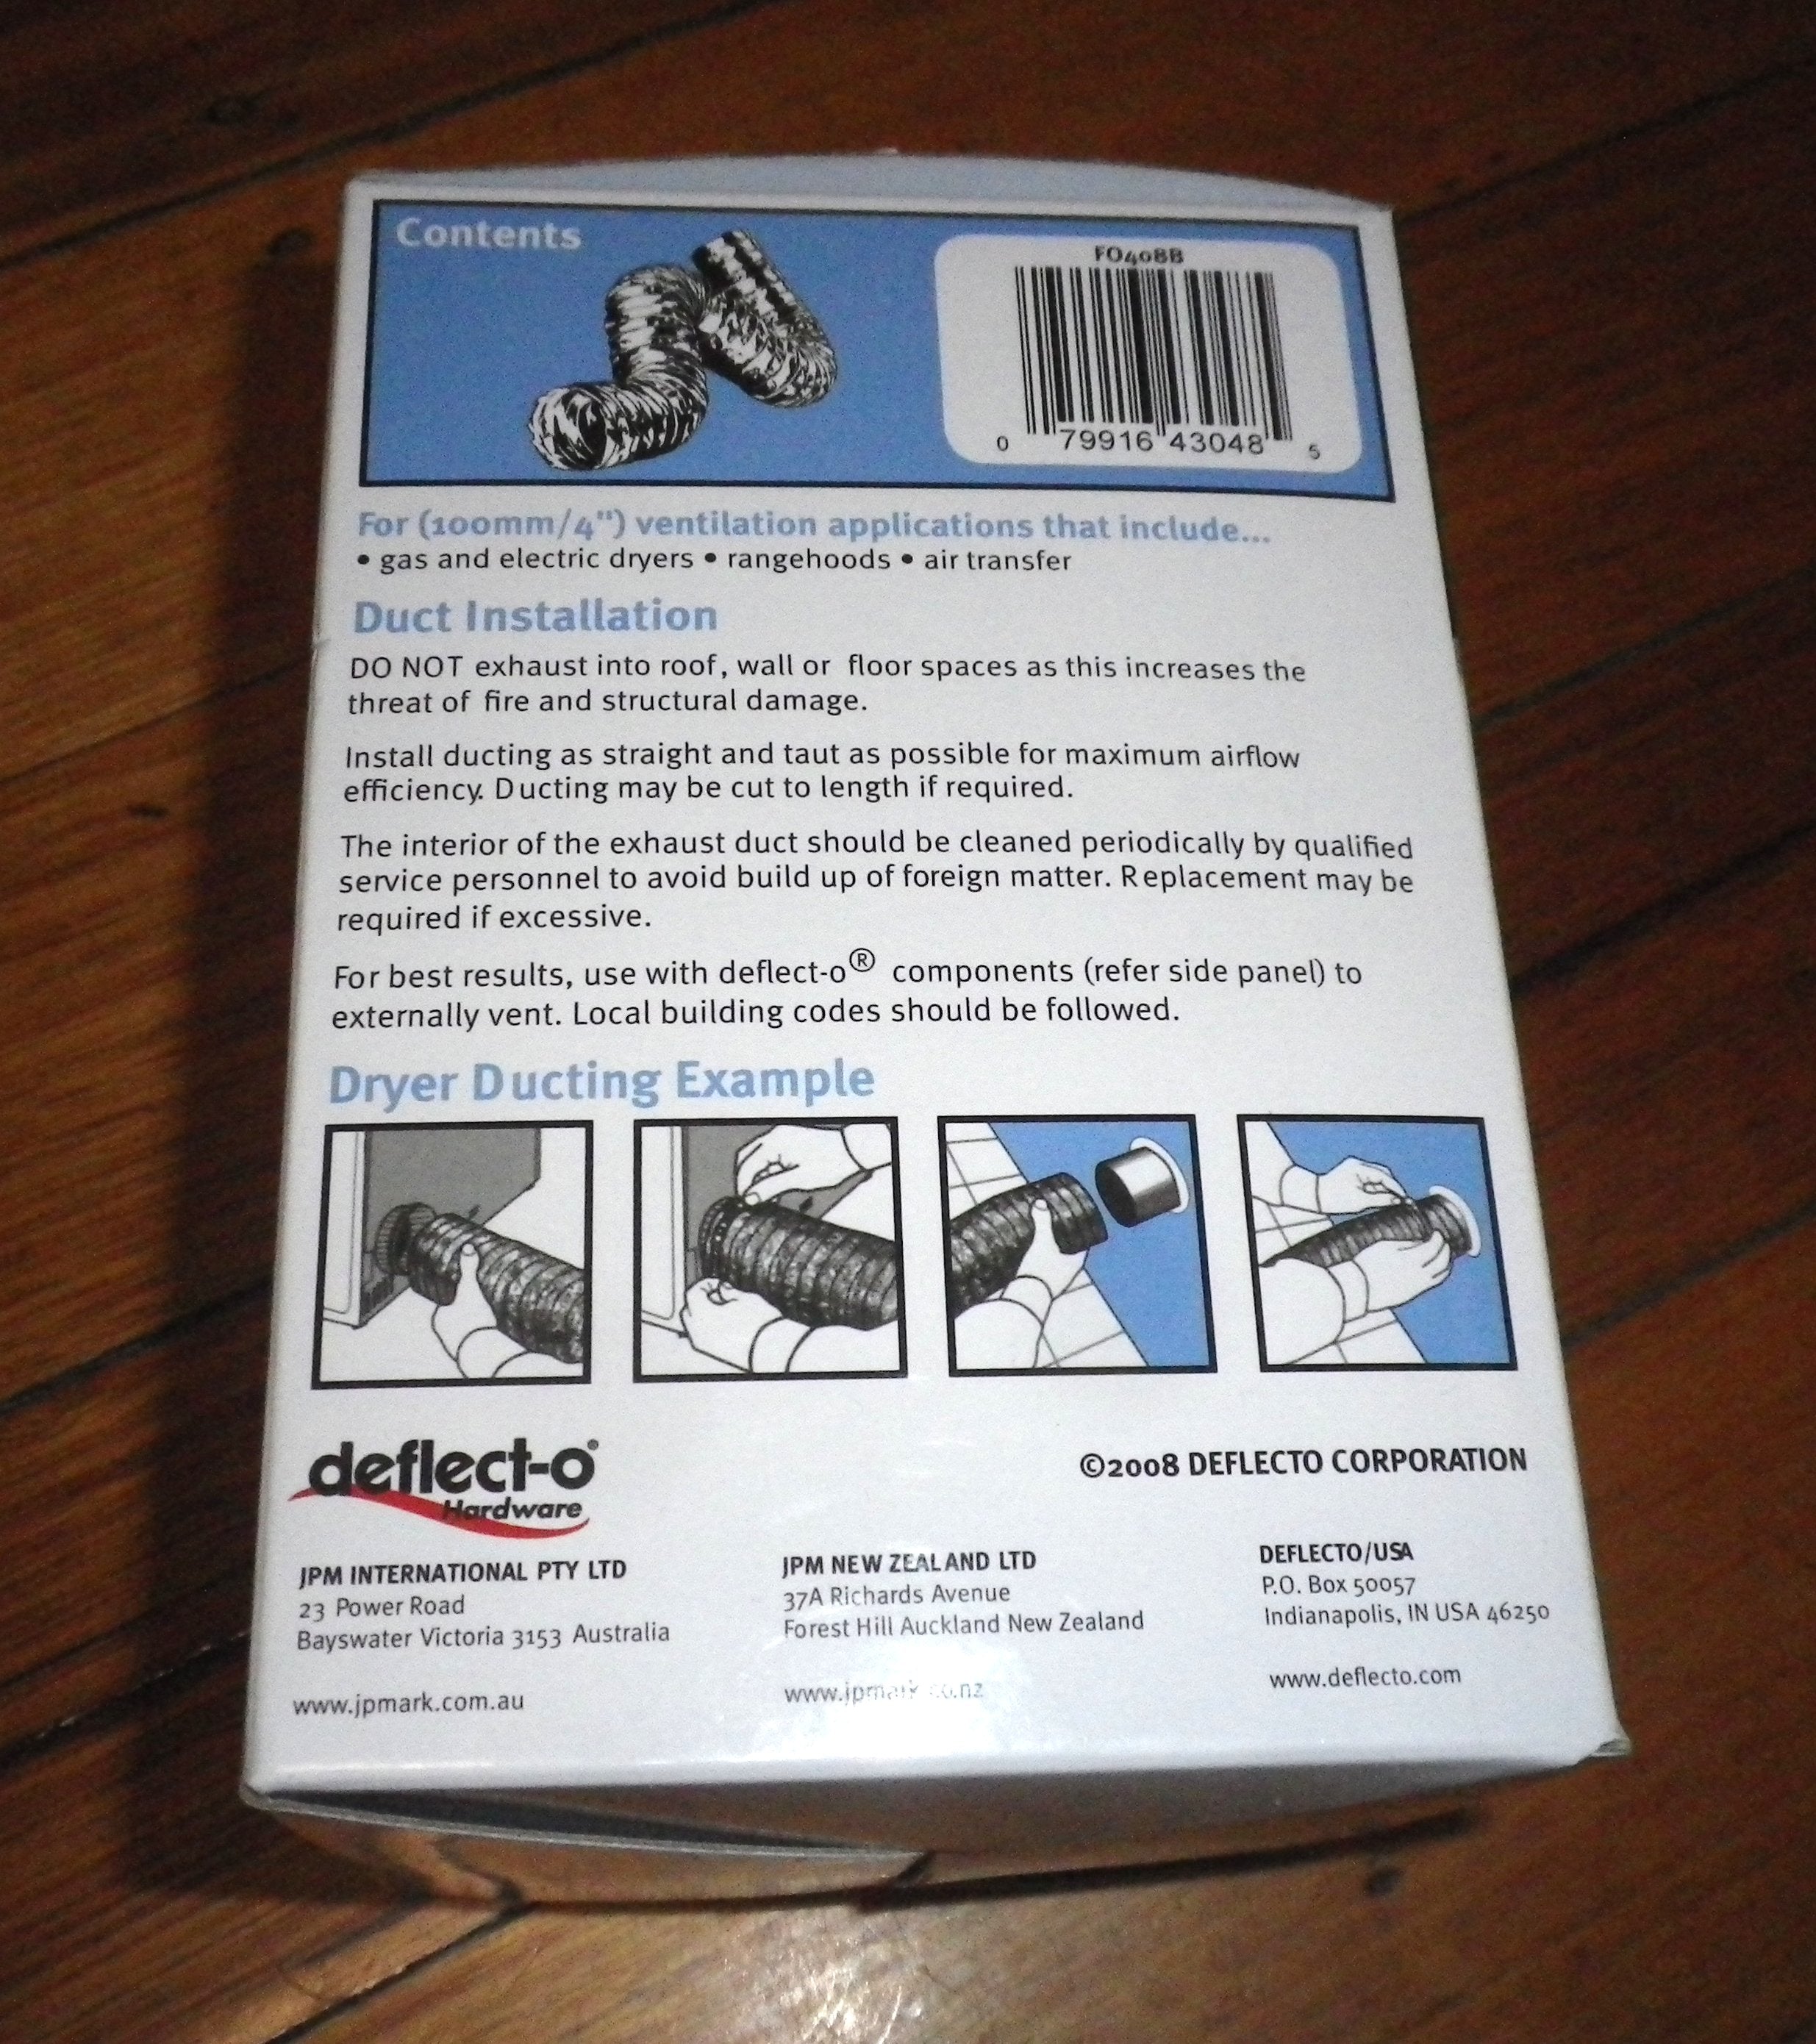 Contents
FO408B
0 79916 43048 5
For (100mm/4") ventilation applications that include...
• gas and electric dryers • rangehoods • air transfer
Duct Installation
DO NOT exhaust into roof, wall or floor spaces as this increases the
threat of fire and structural damage.
Install ducting as straight and taut as possible for maximum airflow
efficiency. Ducting may be cut to length if required.
The interior of the exhaust duct should be cleaned periodically by qualified
service personnel to avoid build up of foreign matter. Replacement may be
required if excessive.
For best results, use with deflect-o® components (refer side panel) to
externally vent. Local building codes should be followed.
Dryer Ducting Example
deflect-o®
Hardware
©2008 DEFLECTO CORPORATION
JPM INTERNATIONAL PTY LTD
23 Power Road
Bayswater Victoria 3153 Australia
www.jpmark.com.au
JPM NEW ZEALAND LTD
37A Richards Avenue
Forest Hill Auckland New Zealand
www.jpmark.co.nz
DEFLECTO/USA
P.O. Box 50057
Indianapolis, IN USA 46250
www.deflecto.com